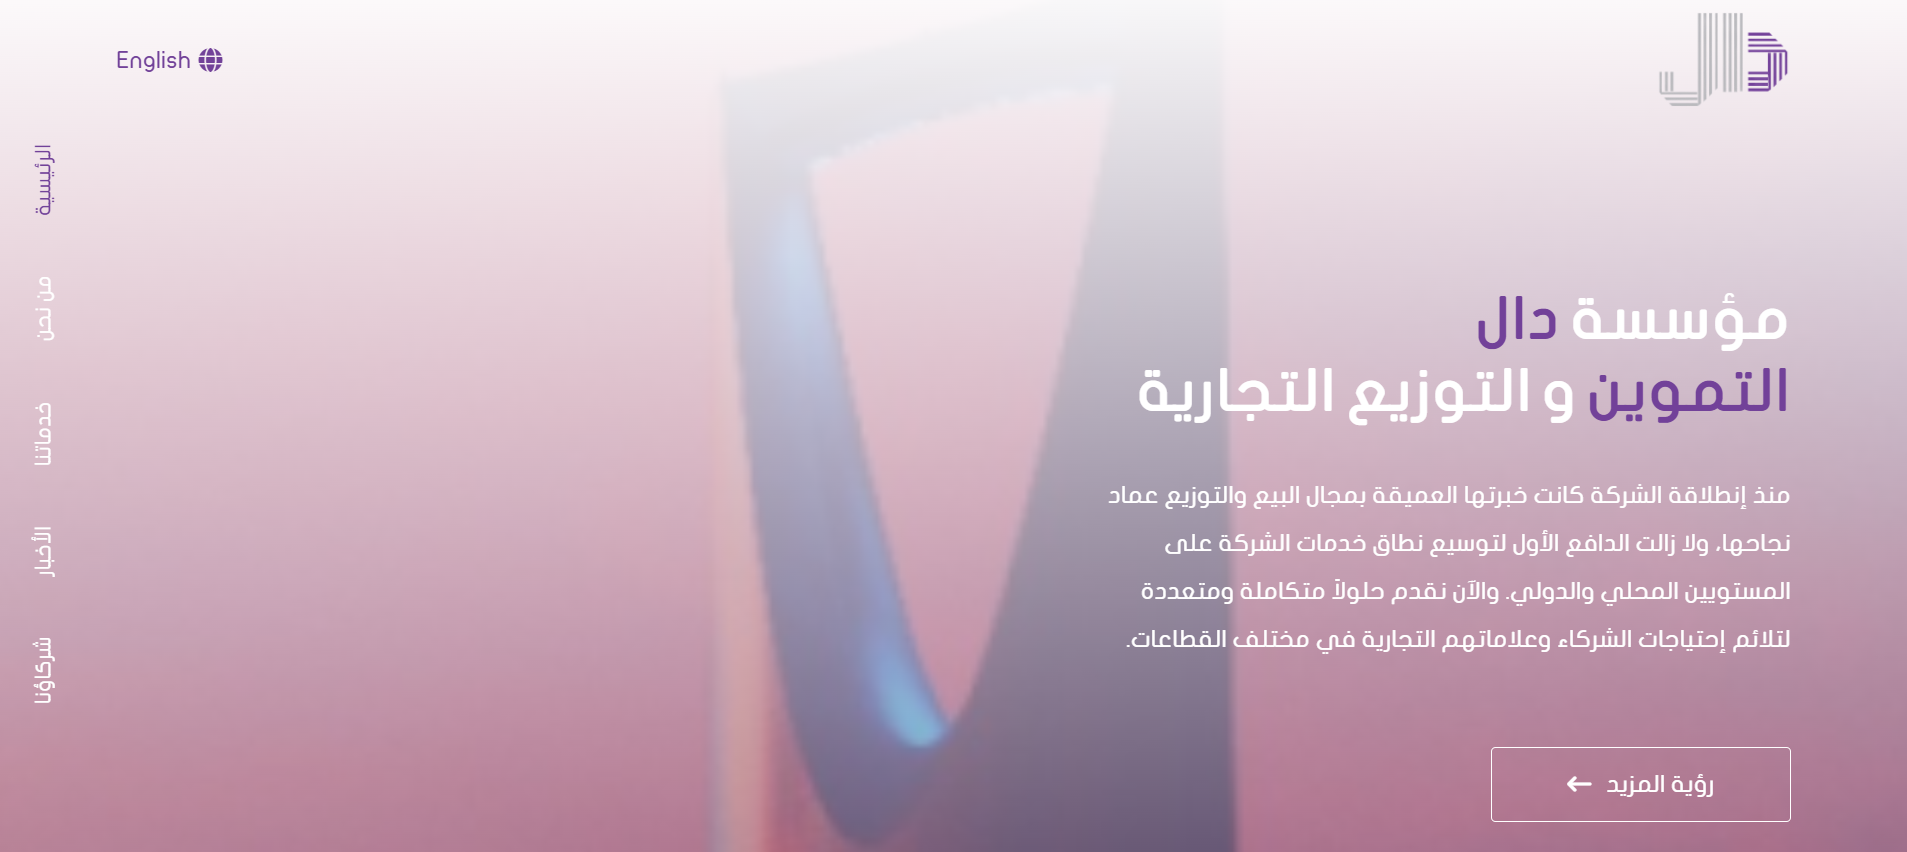 دال
English
الرئيسية
من نحن
خدماتنا
الأخبار
شركاؤنا
مؤسسة دال
التموين و التوزيع التجارية
منذ إنطلاقة الشركة كانت خبرتها العميقة بمجال البيع والتوزيع عماد
نجاحها، ولا زالت الدافع الأول لتوسيع نطاق خدمات الشركة على
المستويين المحلي والدولي. والآن نقدم حلولاً متكاملة ومتعددة
لتلائم إحتياجات الشركاء وعلاماتهم التجارية في مختلف القطاعات.
رؤية المزيد